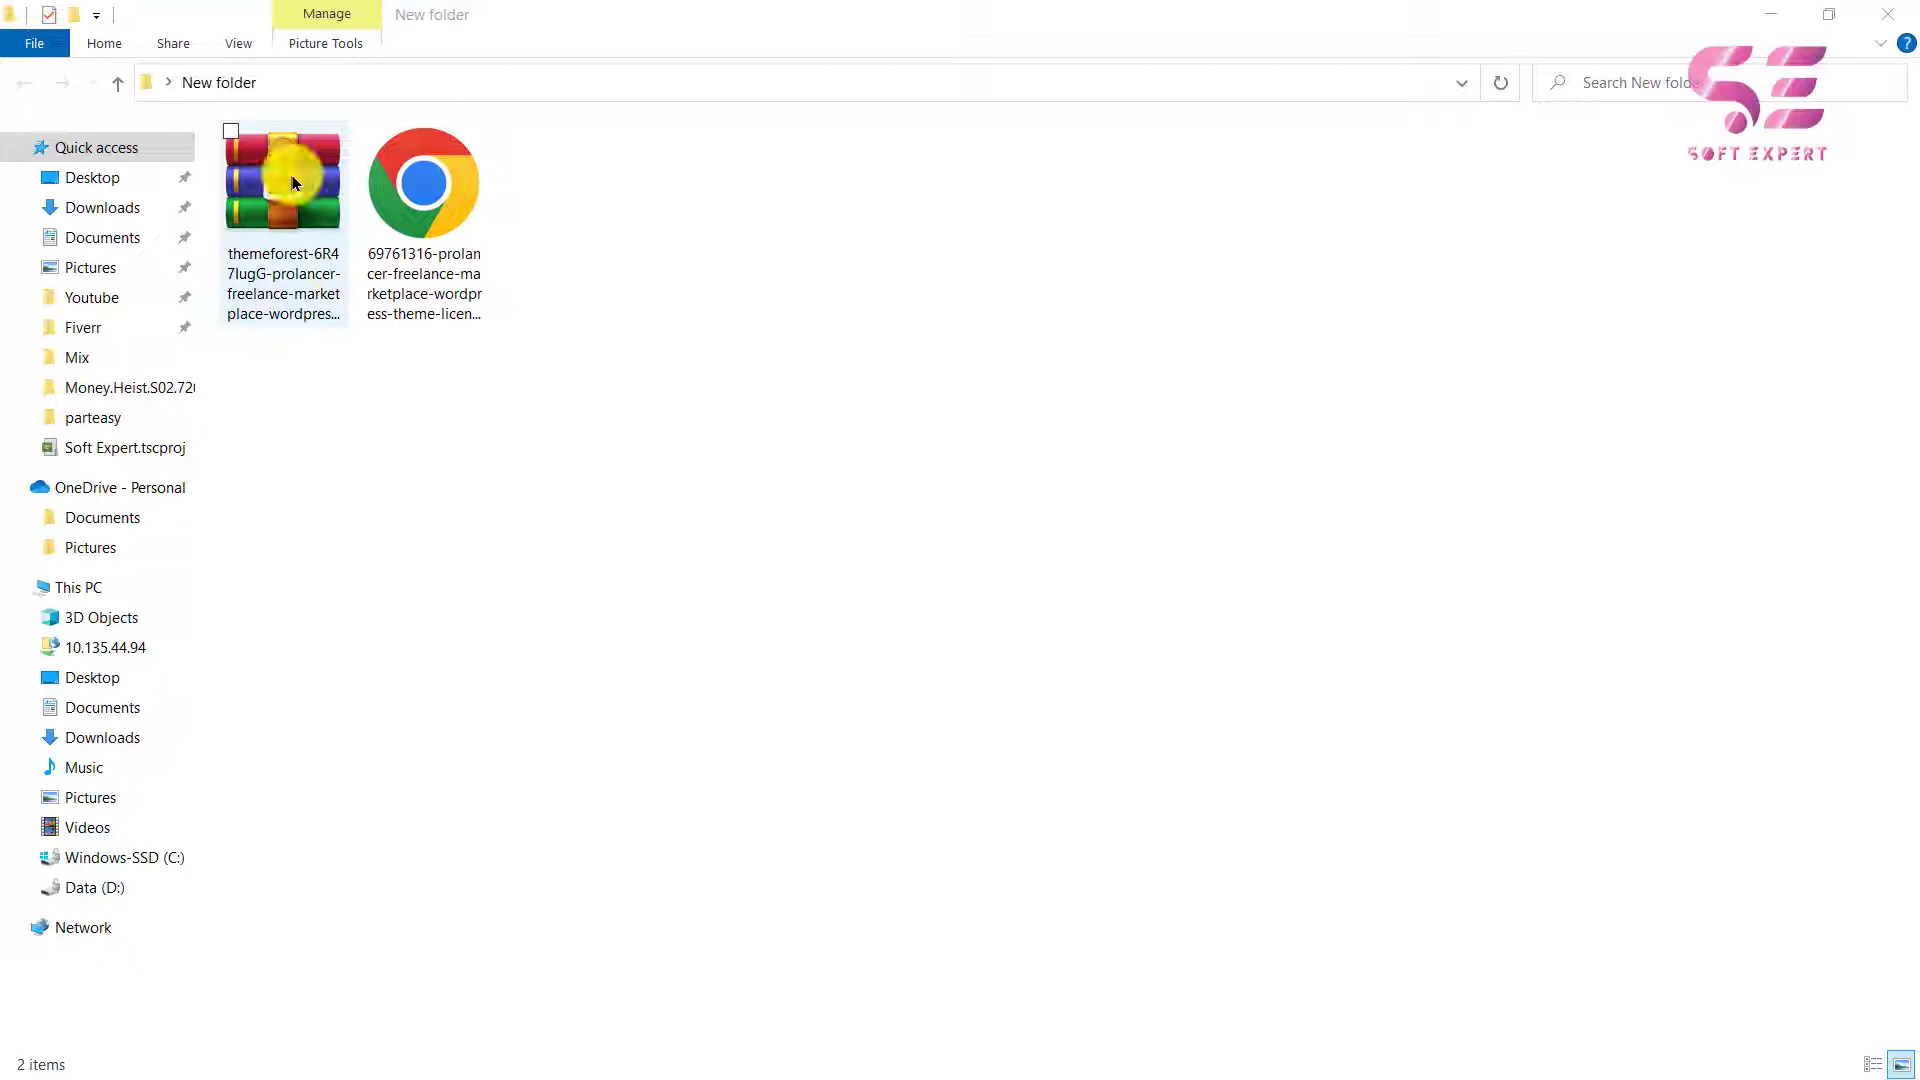 Manage
New folder
File
Home
Share
View
Picture Tools
?
New folder
Search New folde
SOFT EXPERT
Quick access
Desktop
Downloads
Documents
Pictures
Youtube
Fiverr
Mix
Money.Heist.S02.720
parteasy
Soft Expert.tscproj
OneDrive - Personal
Documents
Pictures
This PC
3D Objects
10.135.44.94
Desktop
Documents
Downloads
Music
Pictures
Videos
Windows-SSD (C:)
Data (D:)
Network
themeforest-6R4
7lugG-prolancer-
freelance-market
place-wordpres...
69761316-prolan
cer-freelance-ma
rketplace-wordpr
ess-theme-licen...
2 items